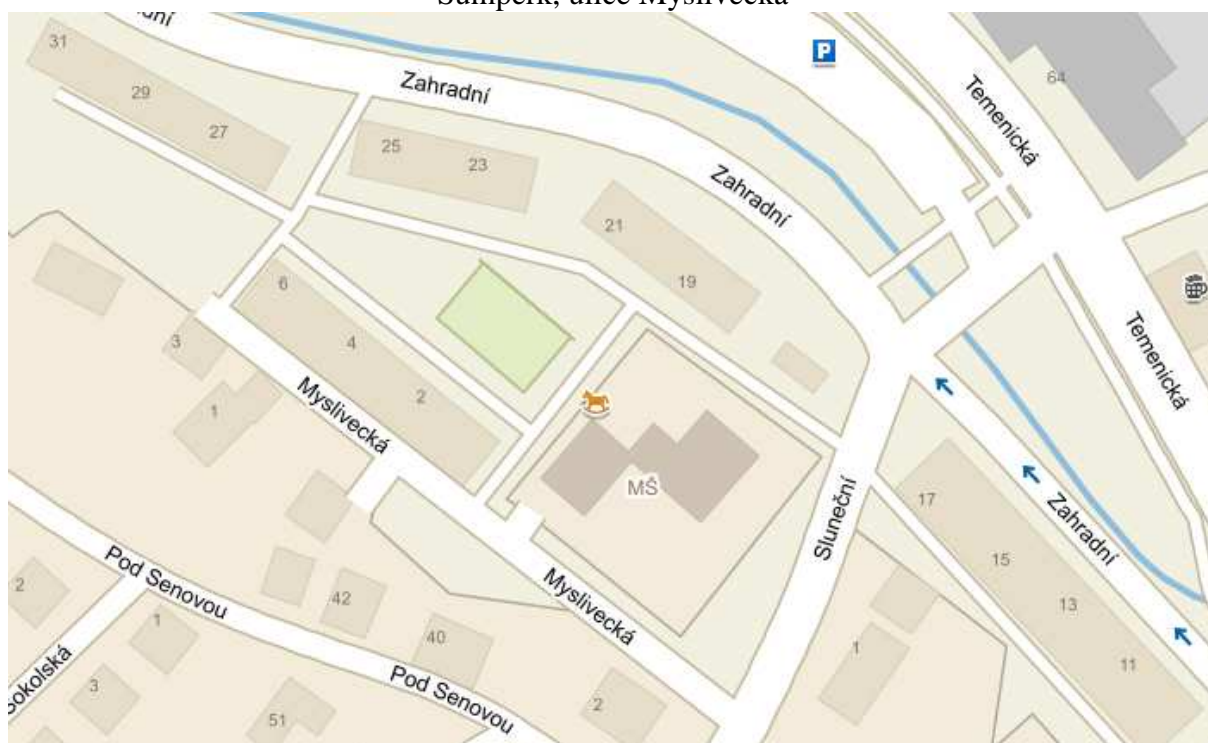 Šumperk, ulice Myslivecká
31
29
27
Zahradní
25
23
P
64
Temenická
Zahradní
21
19
6
4
2
3
1
Myslivecká
Temenická
MŠ
Sluneční
17
15
13
11
Zahradní
Pod Senovou
2
1
42
40
Myslivecká
1
Sokolská
3
51
Pod Senovou
2